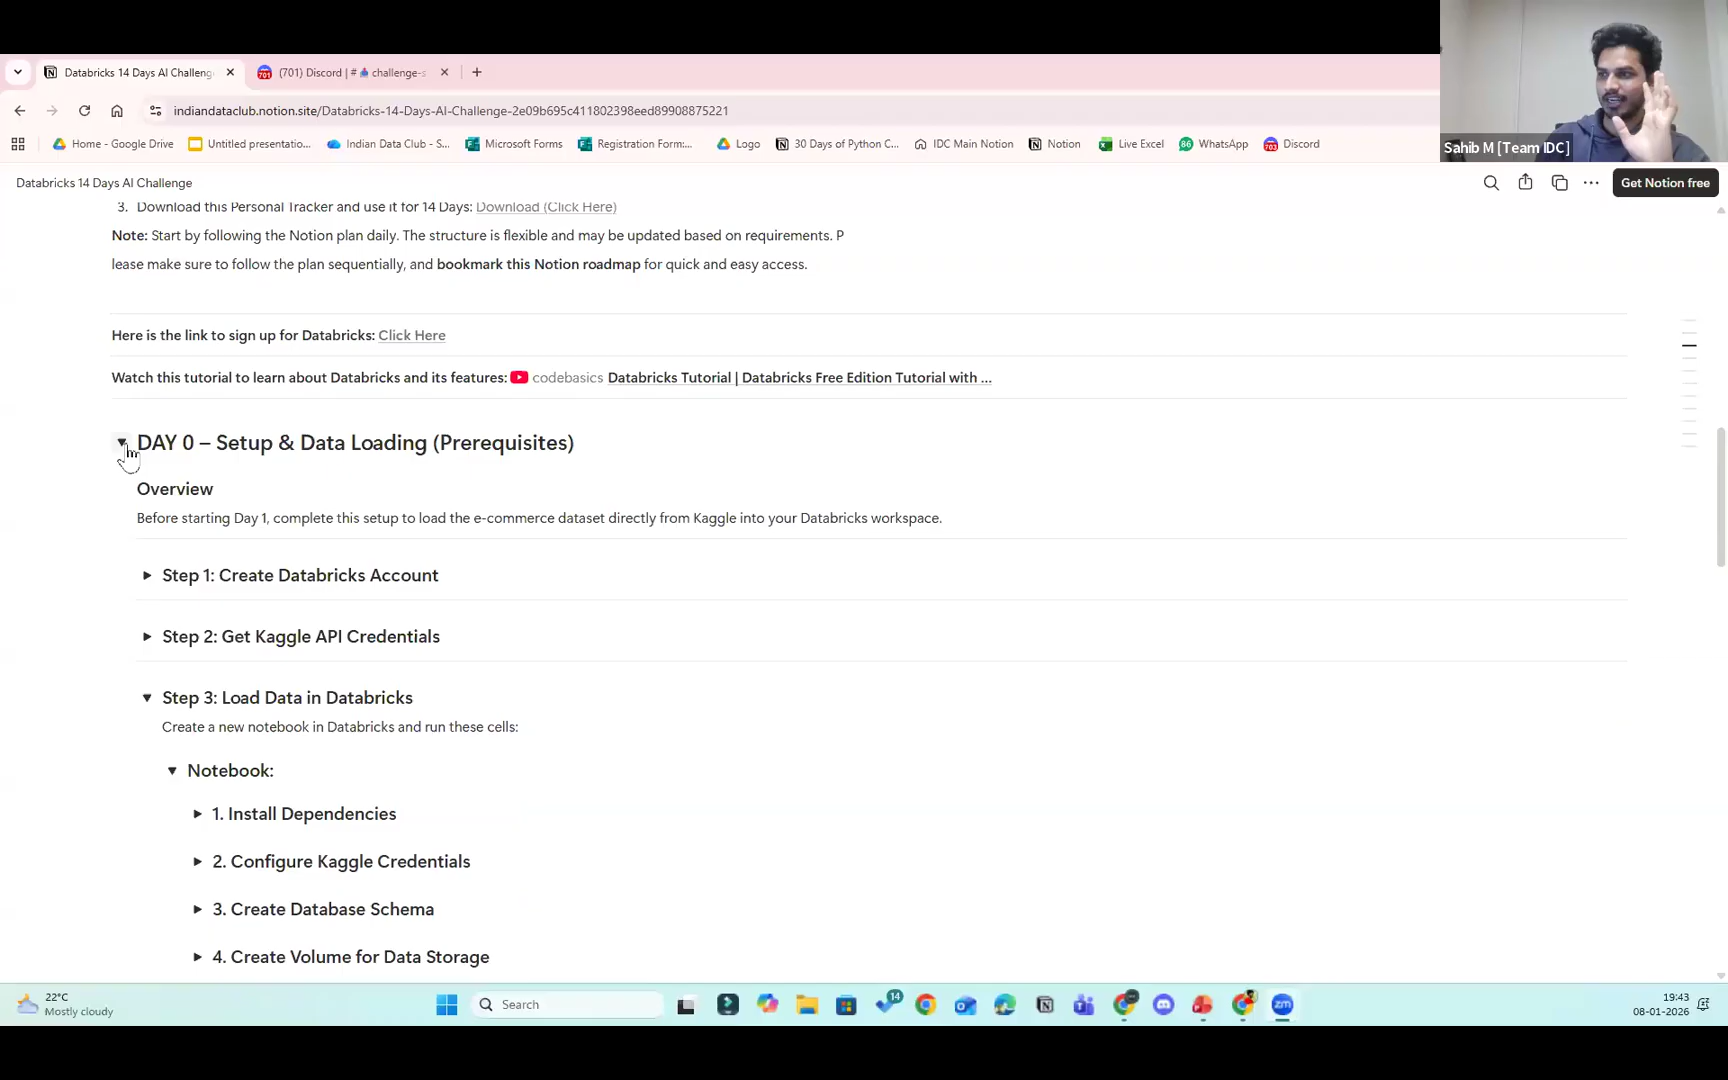 Databricks 14 Days AI Challeng
(701) Discord | # challenge-s
indiandataclub.notion.site/Databricks-14-Days-AI-Challenge-2e09b695c411802398eed89908875221
Home - Google Drive
Untitled presentatio...
Indian Data Club - S...
Microsoft Forms
Registration Form:...
Logo
30 Days of Python C...
IDC Main Notion
Notion
Live Excel
WhatsApp
Discord
Sahib M [Team IDC]
Databricks 14 Days AI Challenge
Get Notion free
3. Download this Personal Tracker and use it for 14 Days: Download (Click Here)
Note: Start by following the Notion plan daily. The structure is flexible and may be updated based on requirements. P
lease make sure to follow the plan sequentially, and bookmark this Notion roadmap for quick and easy access.
Here is the link to sign up for Databricks: Click Here
Watch this tutorial to learn about Databricks and its features: codebasics Databricks Tutorial | Databricks Free Edition Tutorial with ...
DAY 0 – Setup & Data Loading (Prerequisites)
Overview
Before starting Day 1, complete this setup to load the e-commerce dataset directly from Kaggle into your Databricks workspace.
Step 1: Create Databricks Account
Step 2: Get Kaggle API Credentials
Step 3: Load Data in Databricks
Create a new notebook in Databricks and run these cells:
Notebook:
1. Install Dependencies
2. Configure Kaggle Credentials
3. Create Database Schema
4. Create Volume for Data Storage
22°C
Mostly cloudy
Search
14
zm
19:43
08-01-2026